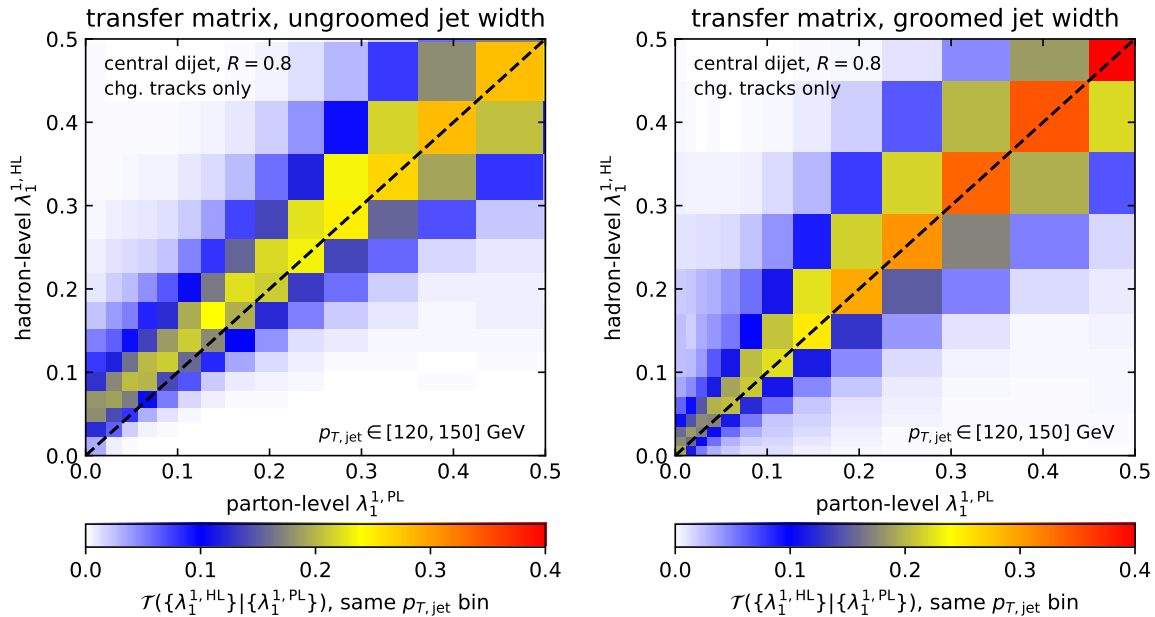 transfer matrix, ungroomed jet width
0.5
0.4
0.3
0.2
0.1
0.0
hadron-level λ₁^{1, HL}
central dijet, R = 0.8
chg. tracks only
p_{T, jet} ∈ [120, 150] GeV
0.0 0.1 0.2 0.3 0.4 0.5
parton-level λ₁^{1, PL}
0.0 0.1 0.2 0.3 0.4
𝒯({λ₁^{1, HL}}|{λ₁^{1, PL}}), same p_{T, jet} bin
transfer matrix, groomed jet width
0.5
0.4
0.3
0.2
0.1
0.0
hadron-level λ₁^{1, HL}
central dijet, R = 0.8
chg. tracks only
p_{T, jet} ∈ [120, 150] GeV
0.0 0.1 0.2 0.3 0.4 0.5
parton-level λ₁^{1, PL}
0.0 0.1 0.2 0.3 0.4
𝒯({λ₁^{1, HL}}|{λ₁^{1, PL}}), same p_{T, jet} bin